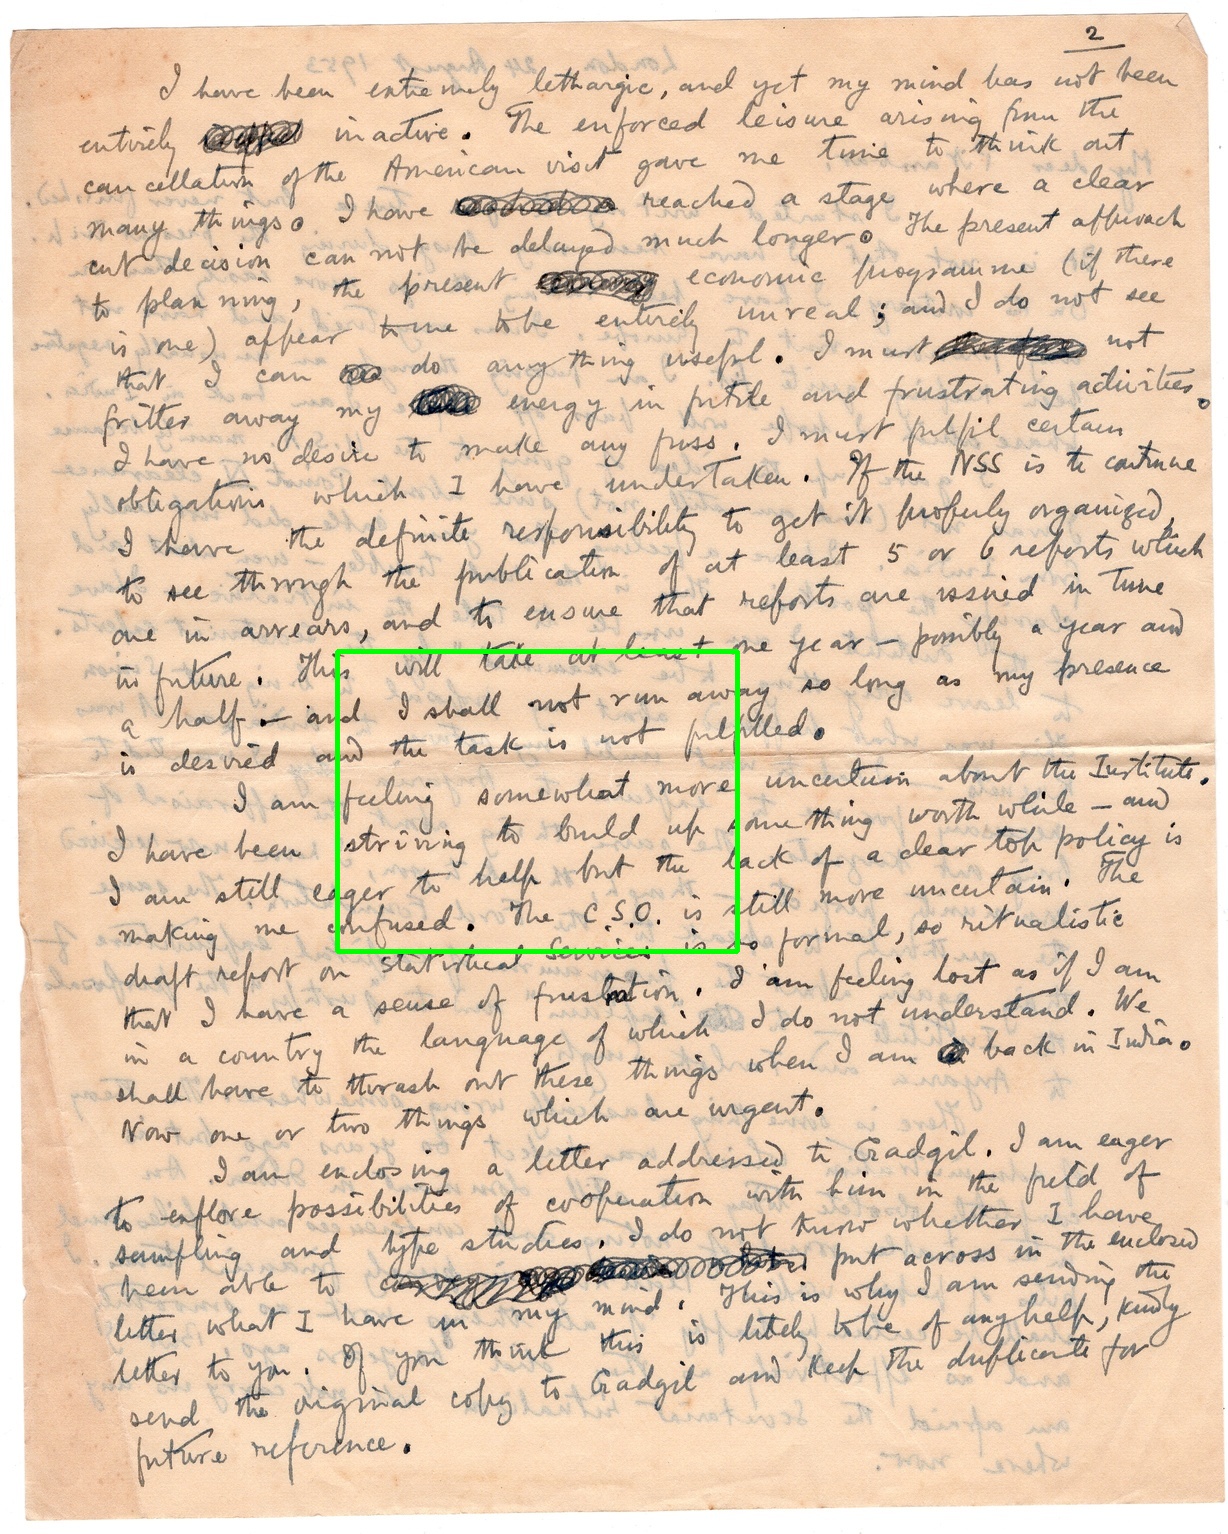 2
I have been extremely lethargic, and yet my mind has not been
entirely inactive. The enforced leisure arising from the
cancellation of the American visit gave me time to think out
many things. I have reached a stage where a clear
cut decision can not be delayed much longer. The present approach
to planning, the present economic programme (if there
is one) appear to me to be entirely unreal; and I do not see
that I can do anything useful. I must not
fritter away my energy in futile and frustrating activities.
I have no desire to make any fuss. I must fulfil certain
obligations which I have undertaken. If the NSS is to continue
I have the definite responsibility to get it properly organized,
to see through the publication of at least 5 or 6 reports which
are in arrears, and to ensure that reports are issued in time
in future. This will take at least one year - possibly a year and
a half - and I shall not run away so long as my presence
is desired and the task is not fulfilled.
I am feeling somewhat more uncertain about the Institute.
I have been striving to build up something worth while - and
I am still eager to help but the lack of a clear top policy is
making me confused. The C.S.O. is still more uncertain. The
draft report on statistical Services is so formal, so ritualistic
that I have a sense of frustration. I am feeling lost as if I am
in a country the language of which I do not understand. We
shall have to thrash out these things when I am back in India.
Now one or two things which are urgent.
I am enclosing a letter addressed to Gadgil. I am eager
to explore possibilities of cooperation with him in the field of
sampling and type studies. I do not know whether I have
been able to put across in the enclosed
letter what I have in my mind. This is why I am sending the
letter to you. If you think this is likely to be of any help, kindly
send the original copy to Gadgil and keep the duplicate for
future reference.